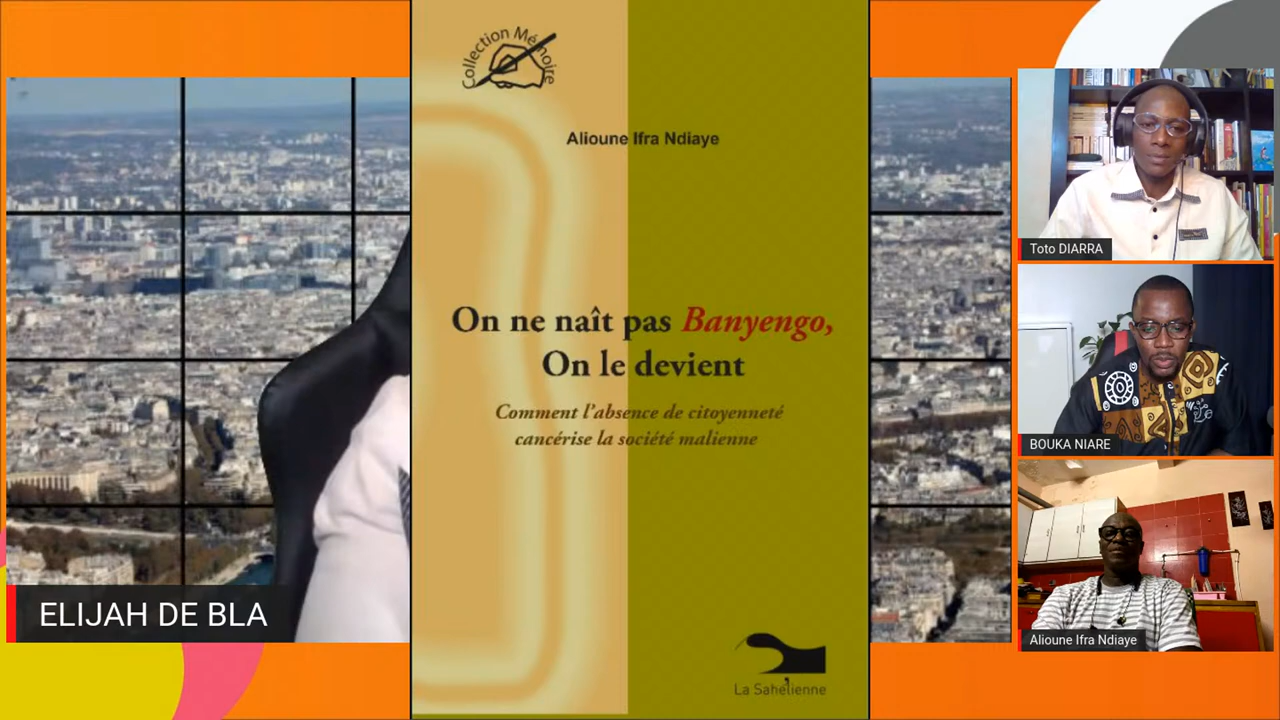 Collection Mémoire
Alioune Ifra Ndiaye
On ne naît pas Banyengo,
On le devient
Comment l'absence de citoyenneté
cancérise la société malienne
La Sahélienne
ELIJAH DE BLA
Toto DIARRA
BOUKA NIARE
Alioune Ifra Ndiaye